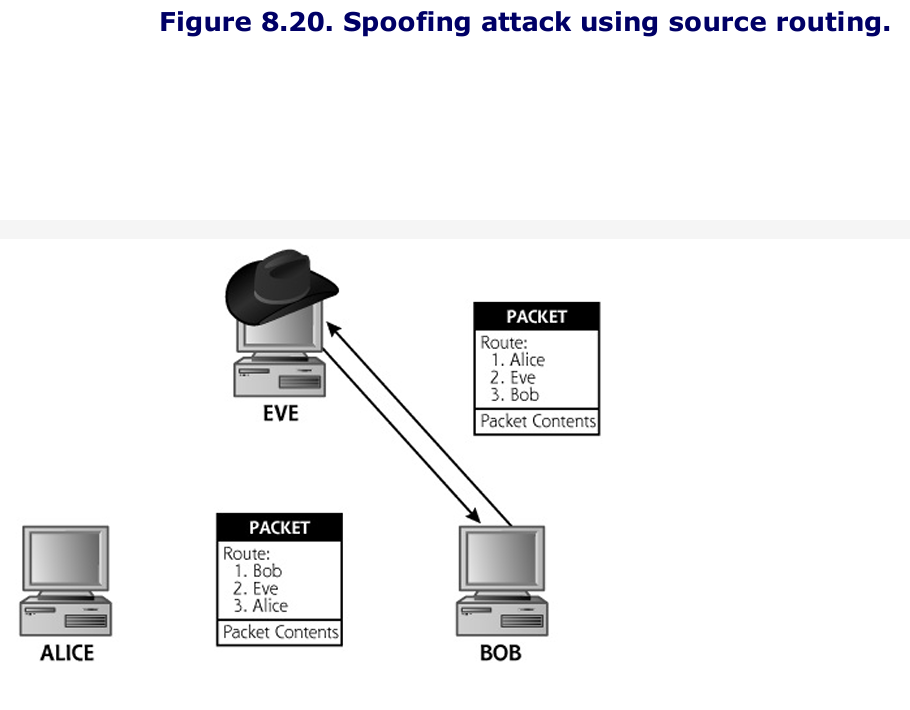 Figure 8.20. Spoofing attack using source routing.
PACKET
Route:
1. Alice
2. Eve
3. Bob
Packet Contents
EVE
PACKET
Route:
1. Bob
2. Eve
3. Alice
Packet Contents
ALICE
BOB